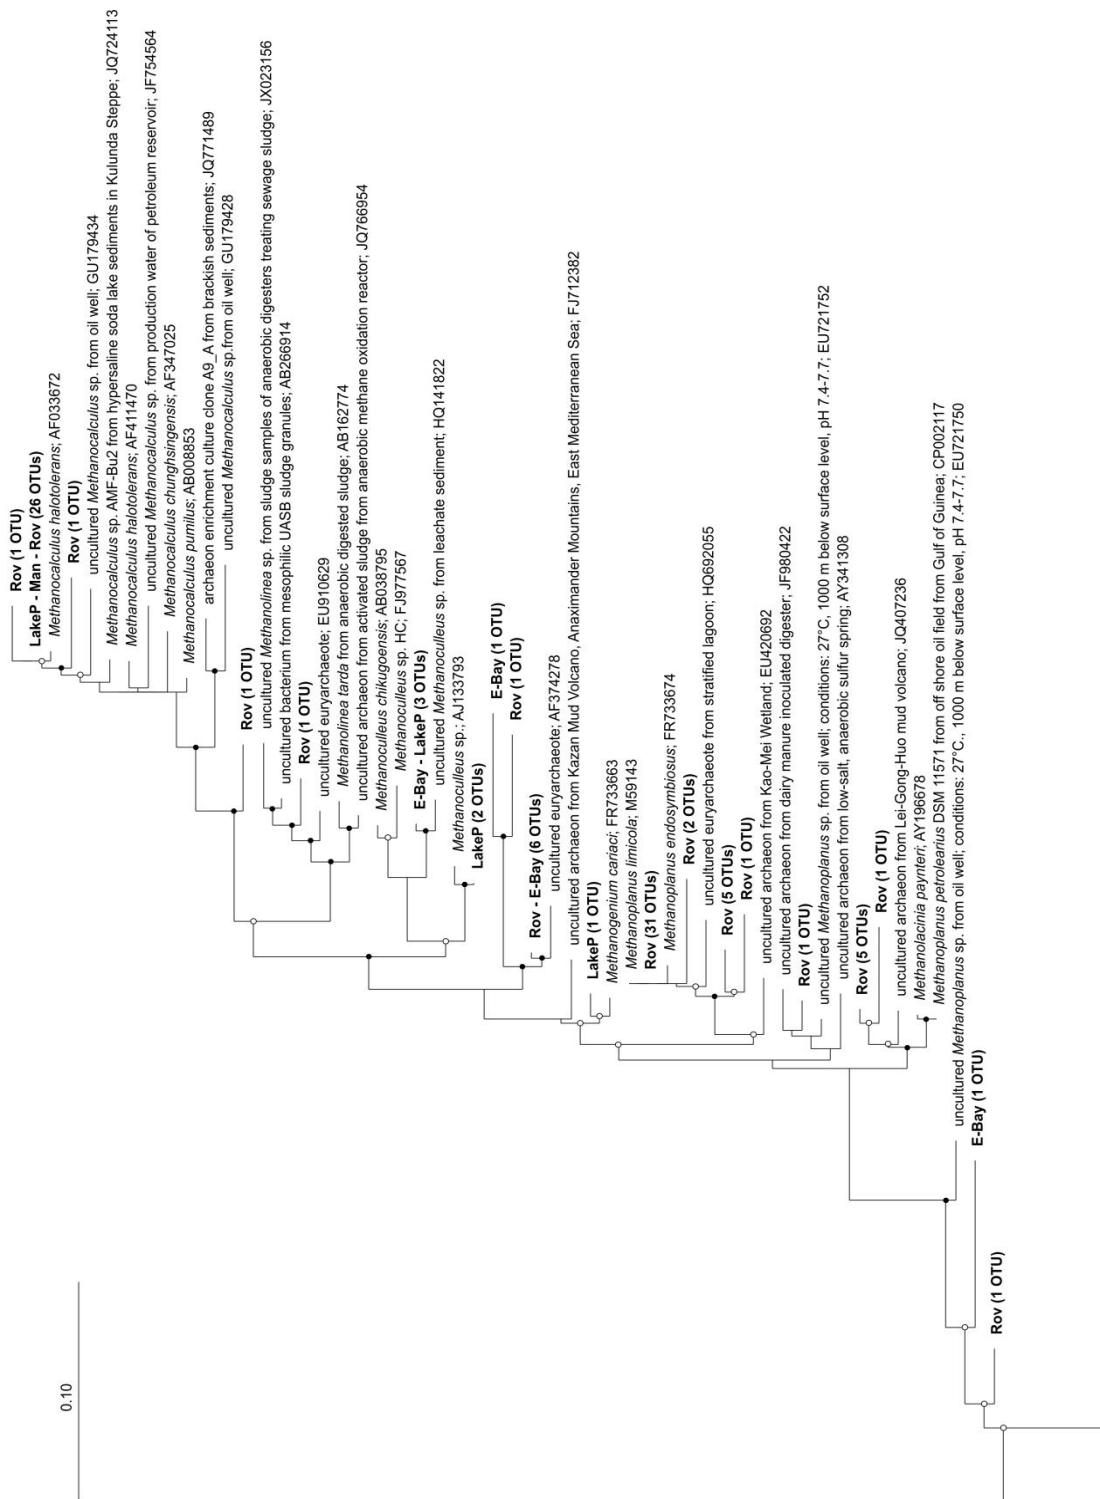 Rov (1 OTU)
LakeP - Man - Rov (26 OTUs)
Methanocalculus halotolerans; AF033672
Rov (1 OTU)
uncultured Methanocalculus sp. from oil well; GU179434
Methanocalculus sp. AMF-Bu2 from hypersaline soda lake sediments in Kulunda Steppe; JQ724113
Methanocalculus halotolerans; AF411470
uncultured Methanocalculus sp. from production water of petroleum reservoir; JF754564
Methanocalculus chunghsingensis; AF347025
Methanocalculus pumilus; AB008853
archaeon enrichment culture clone A9_A from brackish sediments; JQ771489
uncultured Methanocalculus sp.from oil well; GU179428
Rov (1 OTU)
uncultured Methanolinea sp. from sludge samples of anaerobic digesters treating sewage sludge; JX023156
uncultured bacterium from mesophilic UASB sludge granules; AB266914
Rov (1 OTU)
uncultured euryarchaeote; EU910629
Methanolinea tarda from anaerobic digested sludge; AB162774
uncultured archaeon from activated sludge from anaerobic methane oxidation reactor; JQ766954
Methanoculleus chikugoensis; AB038795
Methanoculleus sp. HC; FJ977567
E-Bay - LakeP (3 OTUs)
uncultured Methanoculleus sp. from leachate sediment; HQ141822
Methanoculleus sp.; AJ133793
LakeP (2 OTUs)
E-Bay (1 OTU)
Rov (1 OTU)
Rov - E-Bay (6 OTUs)
uncultured euryarchaeote; AF374278
uncultured archaeon from Kazan Mud Volcano, Anaximander Mountains, East Mediterranean Sea; FJ712382
LakeP (1 OTU)
Methanogenium cariaci; FR733663
Methanoplanus limicola; M59143
Rov (31 OTUs)
Methanoplanus endosymbiosus; FR733674
Rov (2 OTUs)
uncultured euryarchaeote from stratified lagoon; HQ692055
Rov (5 OTUs)
Rov (1 OTU)
uncultured archaeon from Kao-Mei Wetland; EU420692
uncultured archaeon from dairy manure inoculated digester; JF980422
Rov (1 OTU)
uncultured Methanoplanus sp. from oil well; conditions: 27°C, 1000 m below surface level, pH 7.4-7.7; EU721752
uncultured archaeon from low-salt, anaerobic sulfur spring; AY341308
Rov (5 OTUs)
Rov (1 OTU)
uncultured archaeon from Lei-Gong-Huo mud volcano; JQ407236
Methanolacinia paynteri; AY196678
Methanoplanus petrolearius DSM 11571 from off shore oil field from Gulf of Guinea; CP002117
uncultured Methanoplanus sp. from oil well; conditions: 27°C., 1000 m below surface level, pH 7.4-7.7; EU721750
E-Bay (1 OTU)
Rov (1 OTU)
0.10